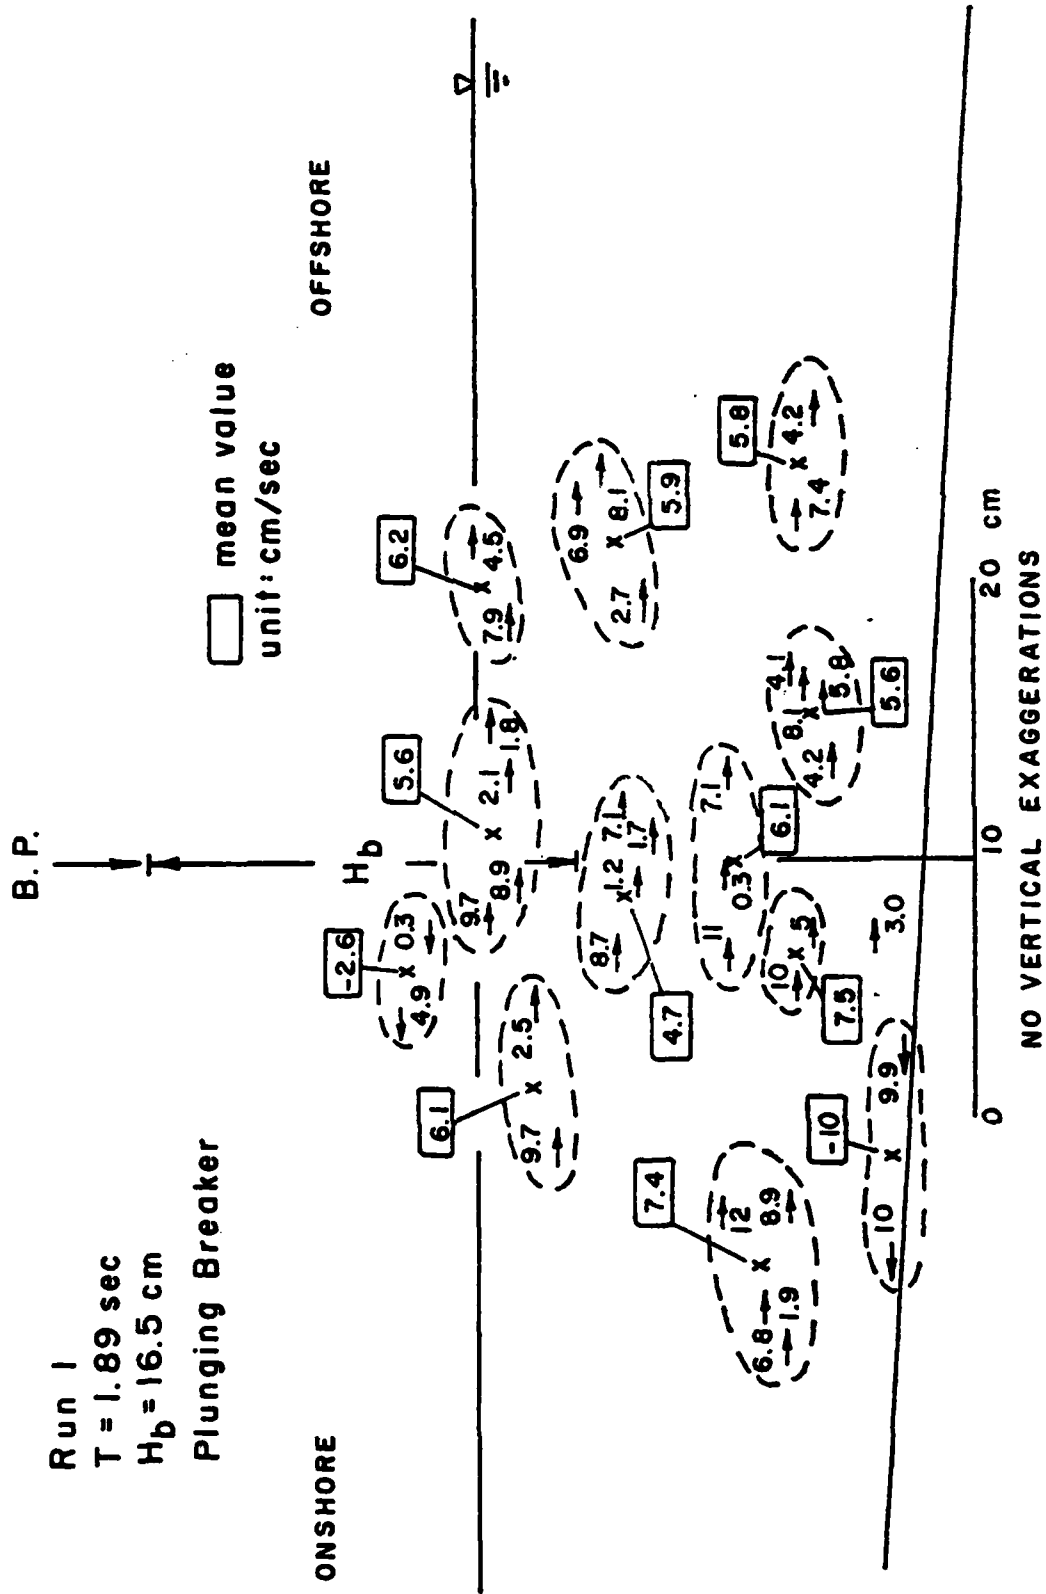 Run 1
T = 1.89 sec
Hb = 16.5 cm
Plunging Breaker
B.P.
mean value
unit: cm/sec
ONSHORE
OFFSHORE
Hb
-2.6
4.9 0.3
5.6
9.7 8.9 2.1 1.8
6.2
7.9 4.5
6.1
9.7 2.5
6.9
2.7 8.1
5.9
8.7 1.2 7.1 1.7
4.7
7.4
12
6.8 8.9
1.9
11 0.3 7.1
6.1
5.8
7.4 4.2
10 5
7.5
8.1 4.1
4.2 5.8
5.6
-10
10 9.9
3.0
0 10 20 cm
NO VERTICAL EXAGGERATIONS